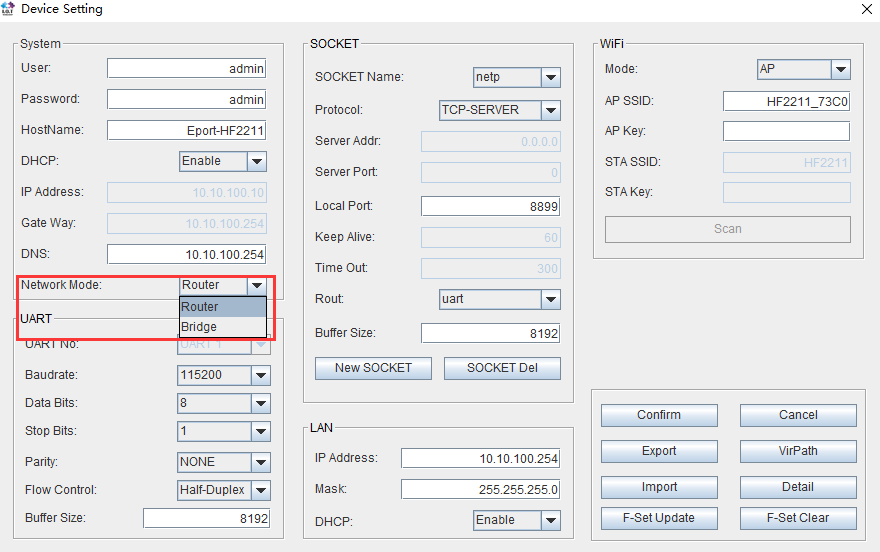 Device Setting
System
User: admin
Password: admin
HostName: Eport-HF2211
DHCP: Enable
IP Address: 10.10.100.10
Gate Way: 10.10.100.254
DNS: 10.10.100.254
Network Mode: Router
Router
Bridge
UART
UART No: UART 1
Baudrate: 115200
Data Bits: 8
Stop Bits: 1
Parity: NONE
Flow Control: Half-Duplex
Buffer Size: 8192
SOCKET
SOCKET Name: netp
Protocol: TCP-SERVER
Server Addr: 0.0.0.0
Server Port: 0
Local Port: 8899
Keep Alive: 60
Time Out: 300
Rout: uart
Buffer Size: 8192
New SOCKET SOCKET Del
LAN
IP Address: 10.10.100.254
Mask: 255.255.255.0
DHCP: Enable
WiFi
Mode: AP
AP SSID: HF2211_73C0
AP Key:
STA SSID: HF2211
STA Key:
Scan
Confirm Cancel
Export VirPath
Import Detail
F-Set Update F-Set Clear